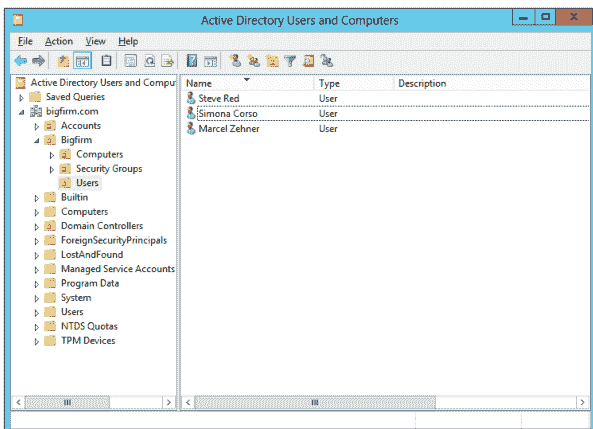 Active Directory Users and Computers
File Action View Help
Active Directory Users and Comput
Saved Queries
bigfirm.com
Accounts
Bigfirm
Computers
Security Groups
Users
Builtin
Computers
Domain Controllers
ForeignSecurityPrincipals
LostAndFound
Managed Service Accounts
Program Data
System
Users
NTDS Quotas
TPM Devices
Name Type Description
Steve Red User
Simona Corso User
Marcel Zehner User